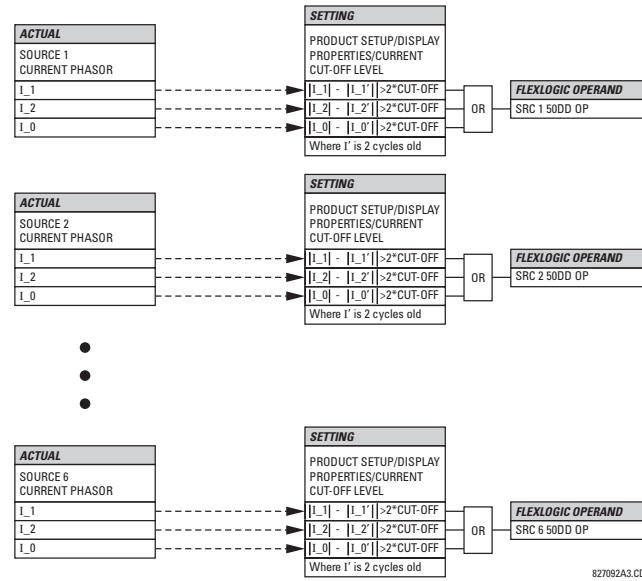 SETTING
ACTUAL
SOURCE 1
CURRENT PHASOR
PRODUCT SETUP/DISPLAY
PROPERTIES/CURRENT
CUT-OFF LEVEL
I_1
||I_1| - |I_1'||>2*CUT-OFF
FLEXLOGIC OPERAND
I_2
||I_2| - |I_2'||>2*CUT-OFF
OR
SRC 1 50DD OP
I_0
||I_0| - |I_0'||>2*CUT-OFF
Where I' is 2 cycles old
SETTING
ACTUAL
SOURCE 2
CURRENT PHASOR
PRODUCT SETUP/DISPLAY
PROPERTIES/CURRENT
CUT-OFF LEVEL
I_1
||I_1| - |I_1'||>2*CUT-OFF
FLEXLOGIC OPERAND
I_2
||I_2| - |I_2'||>2*CUT-OFF
OR
SRC 2 50DD OP
I_0
||I_0| - |I_0'||>2*CUT-OFF
Where I' is 2 cycles old
SETTING
ACTUAL
SOURCE 6
CURRENT PHASOR
PRODUCT SETUP/DISPLAY
PROPERTIES/CURRENT
CUT-OFF LEVEL
I_1
||I_1| - |I_1'||>2*CUT-OFF
FLEXLOGIC OPERAND
I_2
||I_2| - |I_2'||>2*CUT-OFF
OR
SRC 6 50DD OP
I_0
||I_0| - |I_0'||>2*CUT-OFF
Where I' is 2 cycles old